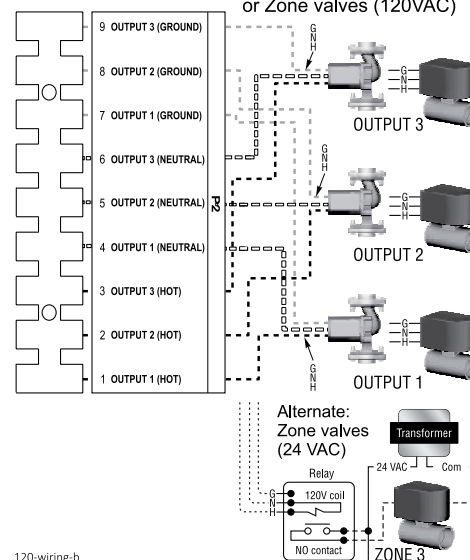 or Zone valves (120VAC)
9 OUTPUT 3 (GROUND)
8 OUTPUT 2 (GROUND)
7 OUTPUT 1 (GROUND)
6 OUTPUT 3 (NEUTRAL)
5 OUTPUT 2 (NEUTRAL)
4 OUTPUT 1 (NEUTRAL)
3 OUTPUT 3 (HOT)
2 OUTPUT 2 (HOT)
1 OUTPUT 1 (HOT)
P2
G
N
H
G
N
H
OUTPUT 3
G
N
H
G
N
H
OUTPUT 2
G
N
H
G
N
H
OUTPUT 1
Alternate:
Zone valves
(24 VAC)
Transformer
24 VAC
Com
Relay
G
N
H
120V coil
NO contact
ZONE 3
120-wiring-b